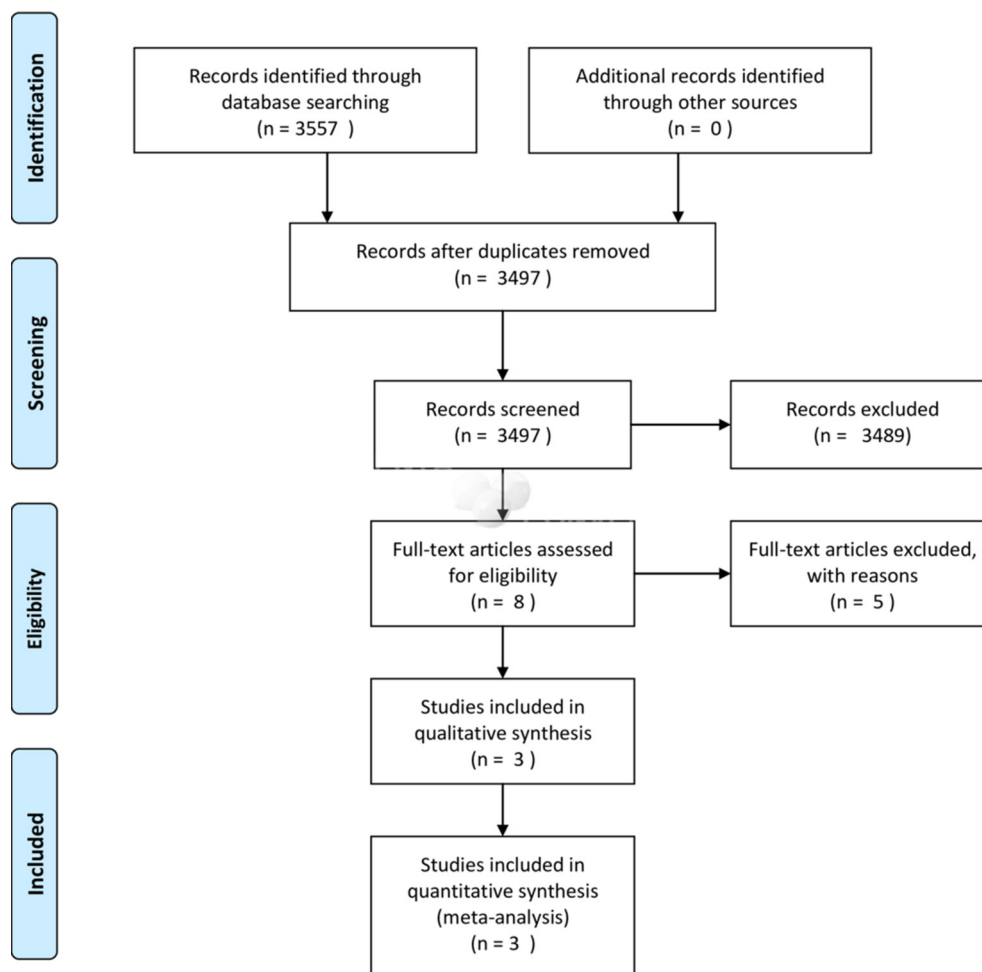 Identification
Records identified through
database searching
(n = 3557 )
Additional records identified
through other sources
(n = 0 )
Records after duplicates removed
(n = 3497 )
Screening
Records screened
(n = 3497 )
Records excluded
(n = 3489)
Eligibility
Full-text articles assessed
for eligibility
(n = 8 )
Full-text articles excluded,
with reasons
(n = 5 )
Studies included in
qualitative synthesis
(n = 3 )
Included
Studies included in
quantitative synthesis
(meta-analysis)
(n = 3 )